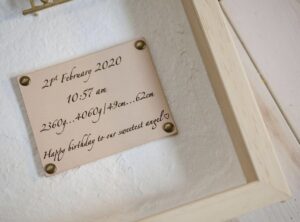 21st February 2020
10:57 am
2360g...4060g/49cm...62cm
Happy birthday to our sweetest angel♡